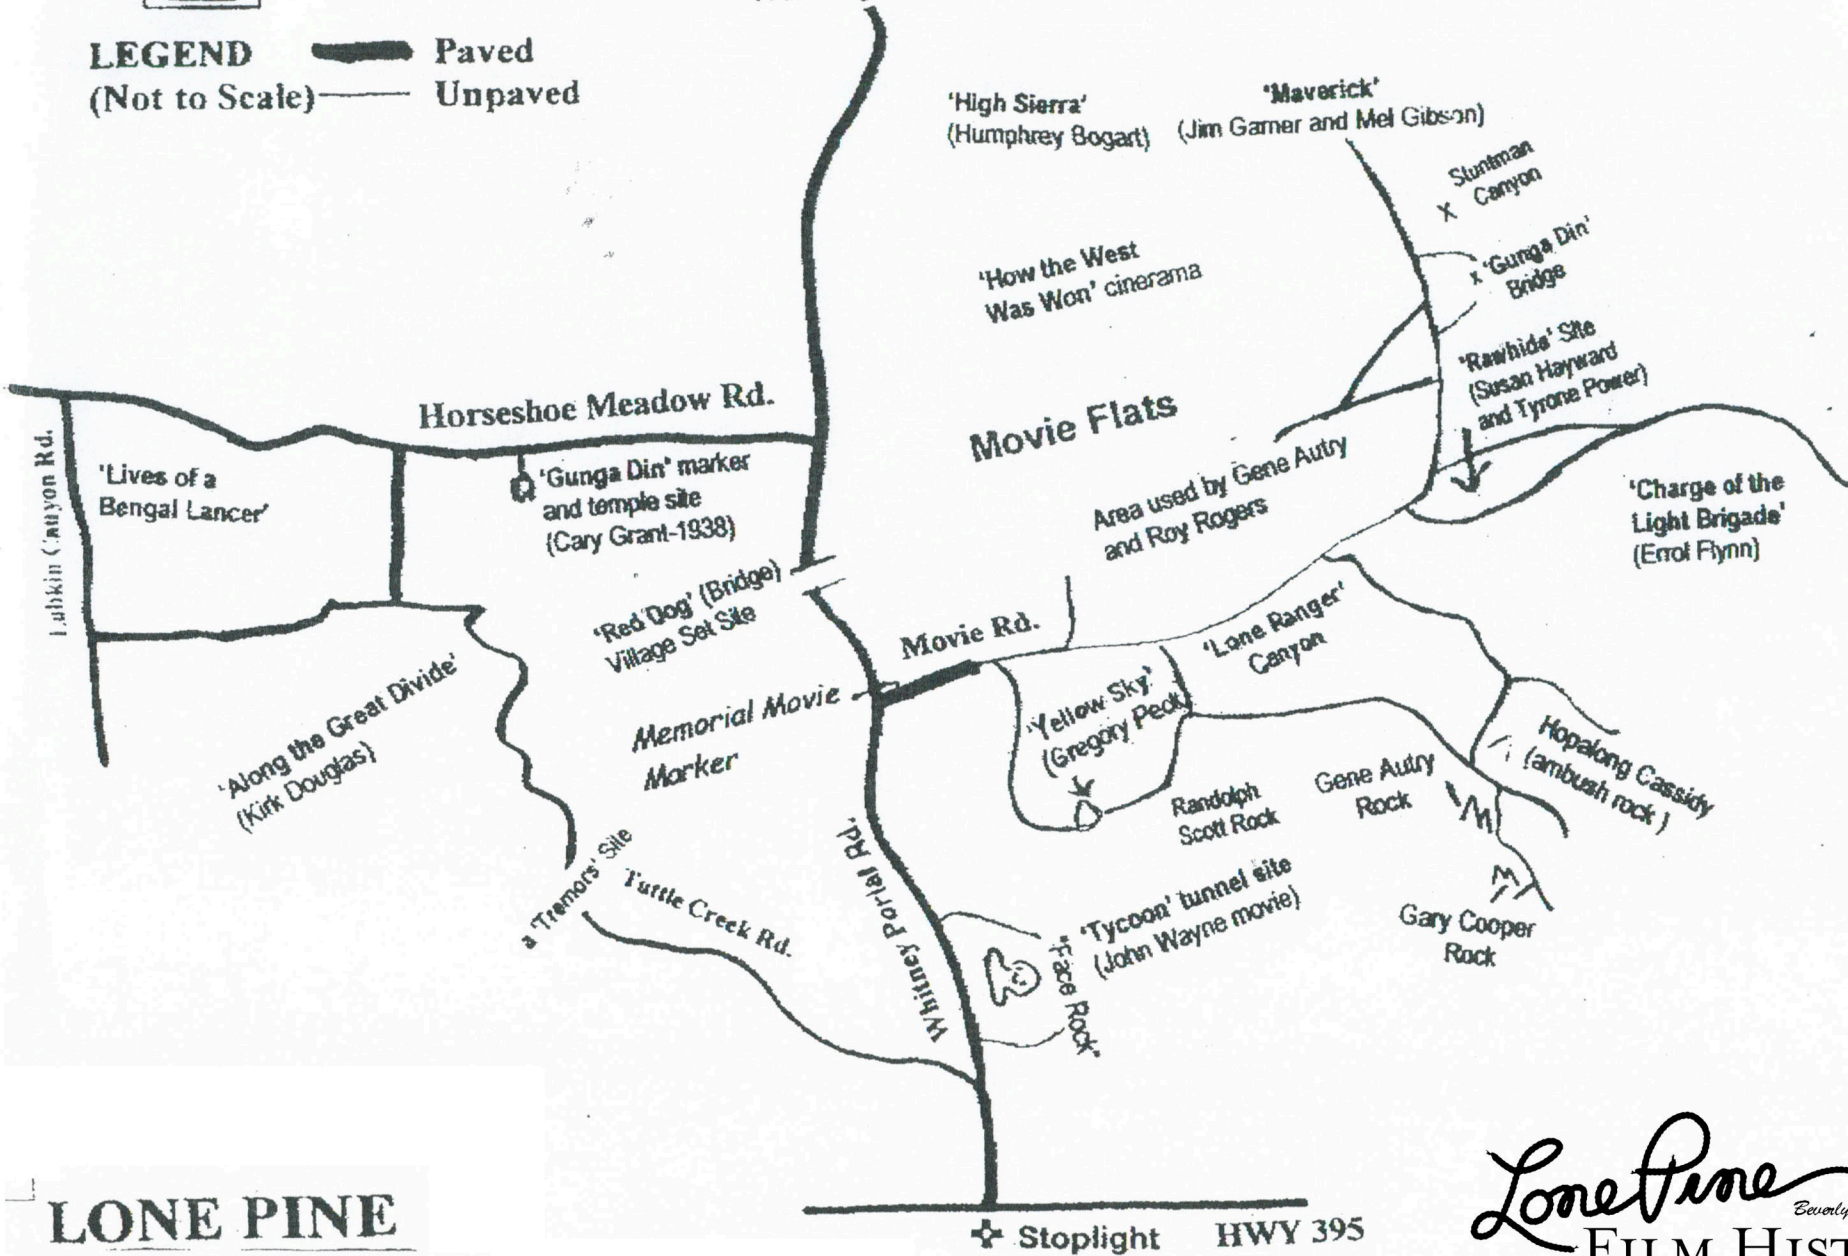 LEGEND
Paved
(Not to Scale)
Unpaved
'High Sierra'
(Humphrey Bogart)
'Maverick'
(Jim Garner and Mel Gibson)
Stuntman
Canyon
X
x 'Gunga Din'
Bridge
'How the West
Was Won' cinerama
'Rawhide' Site
(Susan Hayward
and Tyrone Power)
Movie Flats
Horseshoe Meadow Rd.
Lubkin Canyon Rd.
'Lives of a
Bengal Lancer'
'Gunga Din' marker
and temple site
(Cary Grant-1938)
Area used by Gene Autry
and Roy Rogers
'Charge of the
Light Brigade'
(Errol Flynn)
'Red Dog' (Bridge)
Village Set Site
Movie Rd.
'Lone Ranger'
Canyon
'Along the Great Divide'
(Kirk Douglas)
Memorial Movie
Marker
'Yellow Sky'
(Gregory Peck)
Hopalong Cassidy
(ambush rock)
Randolph
Scott Rock
Gene Autry
Rock
a 'Tremors' Site
Tuttle Creek Rd.
Whitney Portal Rd.
"Face Rock"
'Tycoon' tunnel site
(John Wayne movie)
Gary Cooper
Rock
LONE PINE
Stoplight
HWY 395
Lone Pine
Beverly
FILM HIST